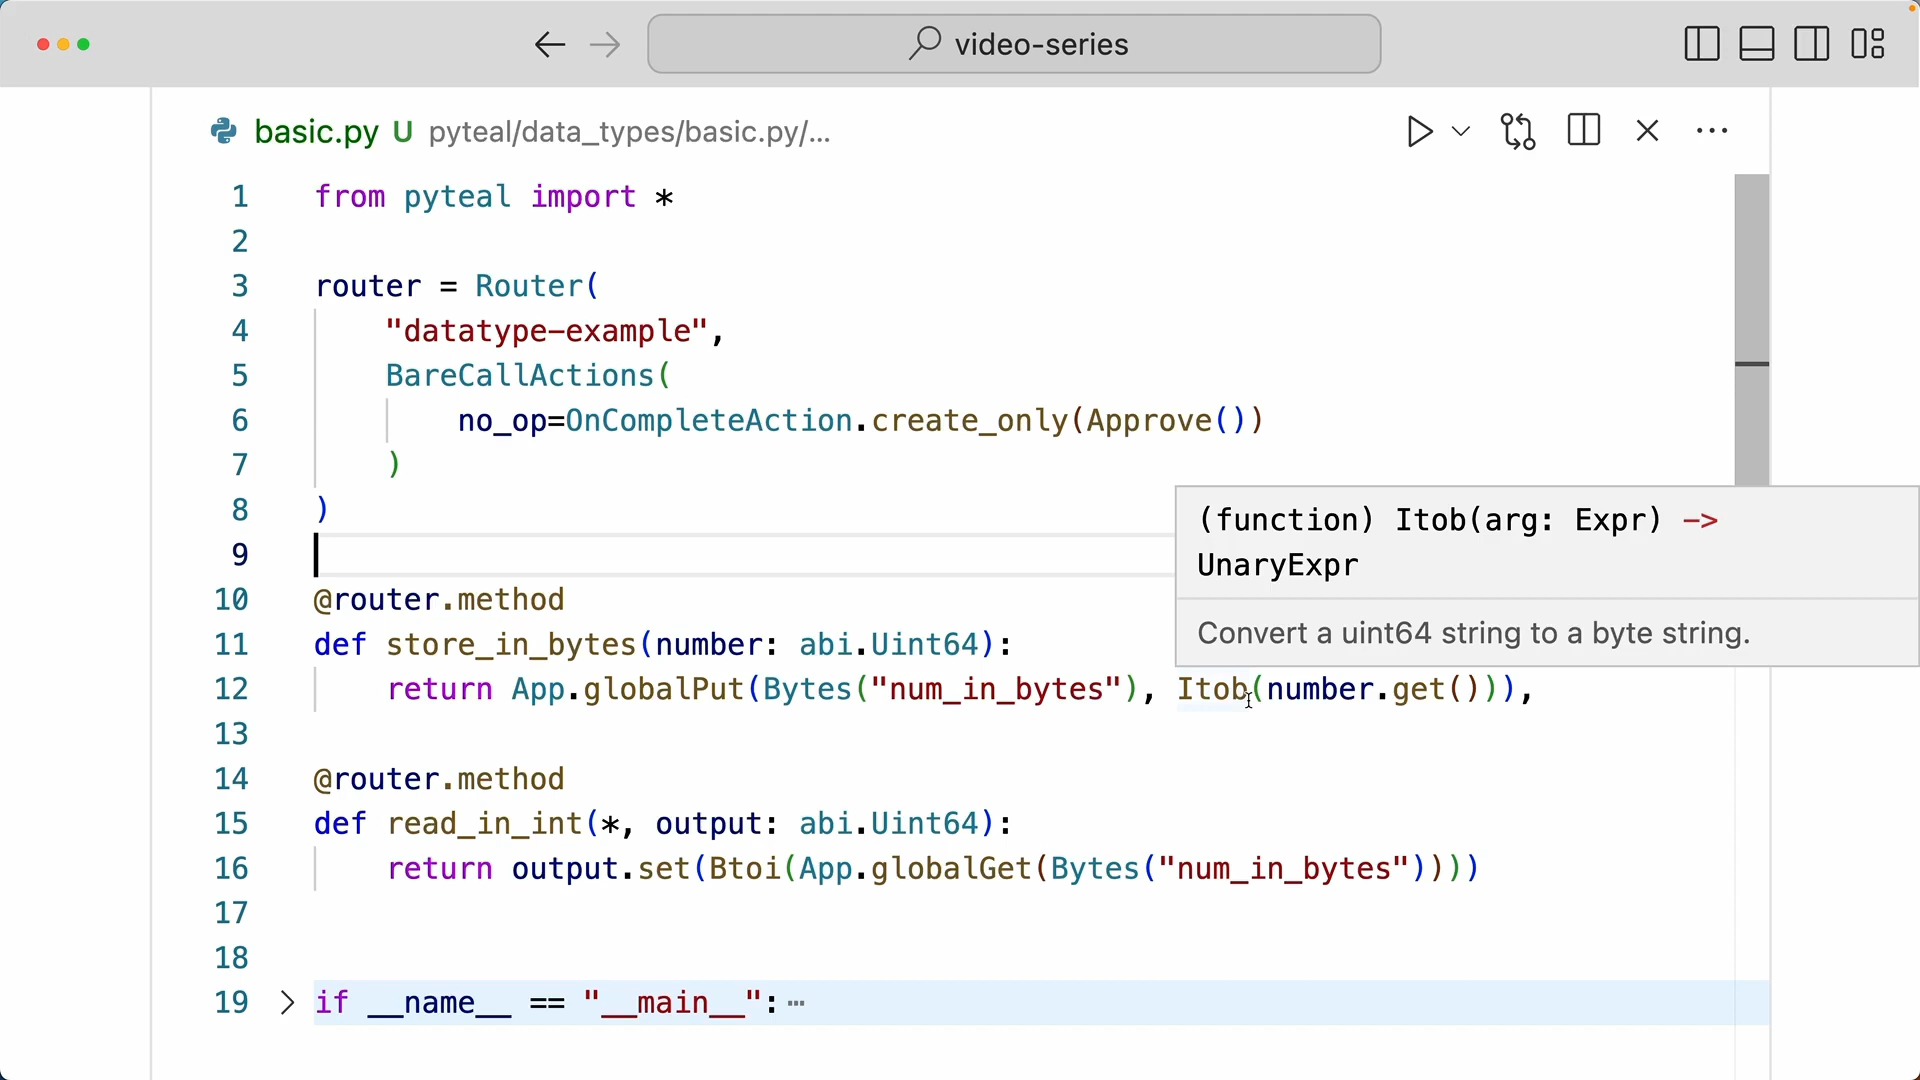 video-series
basic.py U pyteal/data_types/basic.py/...
1 from pyteal import *
2
3 router = Router(
4 "datatype-example",
5 BareCallActions(
6 no_op=OnCompleteAction.create_only(Approve())
7 )
8 )
9
(function) Itob(arg: Expr) ->
UnaryExpr
Convert a uint64 string to a byte string.
10 @router.method
11 def store_in_bytes(number: abi.Uint64):
12 return App.globalPut(Bytes("num_in_bytes"), Itob(number.get())),
13
14 @router.method
15 def read_in_int(*, output: abi.Uint64):
16 return output.set(Btoi(App.globalGet(Bytes("num_in_bytes"))))
17
18
19 if __name__ == "__main__":…